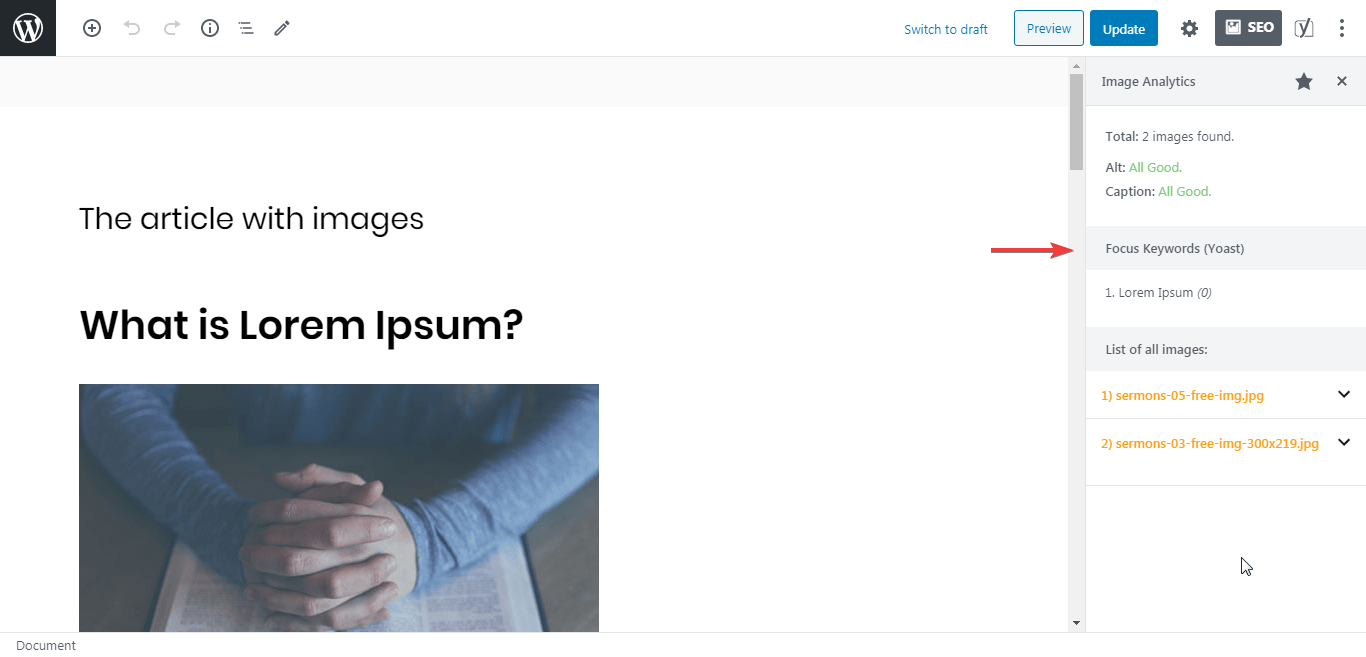 Switch to draft
Preview
Update
SEO
Image Analytics
Total: 2 images found.
Alt: All Good.
Caption: All Good.
Focus Keywords (Yoast)
1. Lorem Ipsum (0)
List of all images:
1) sermons-05-free-img.jpg
2) sermons-03-free-img-300x219.jpg
The article with images
What is Lorem Ipsum?
Document